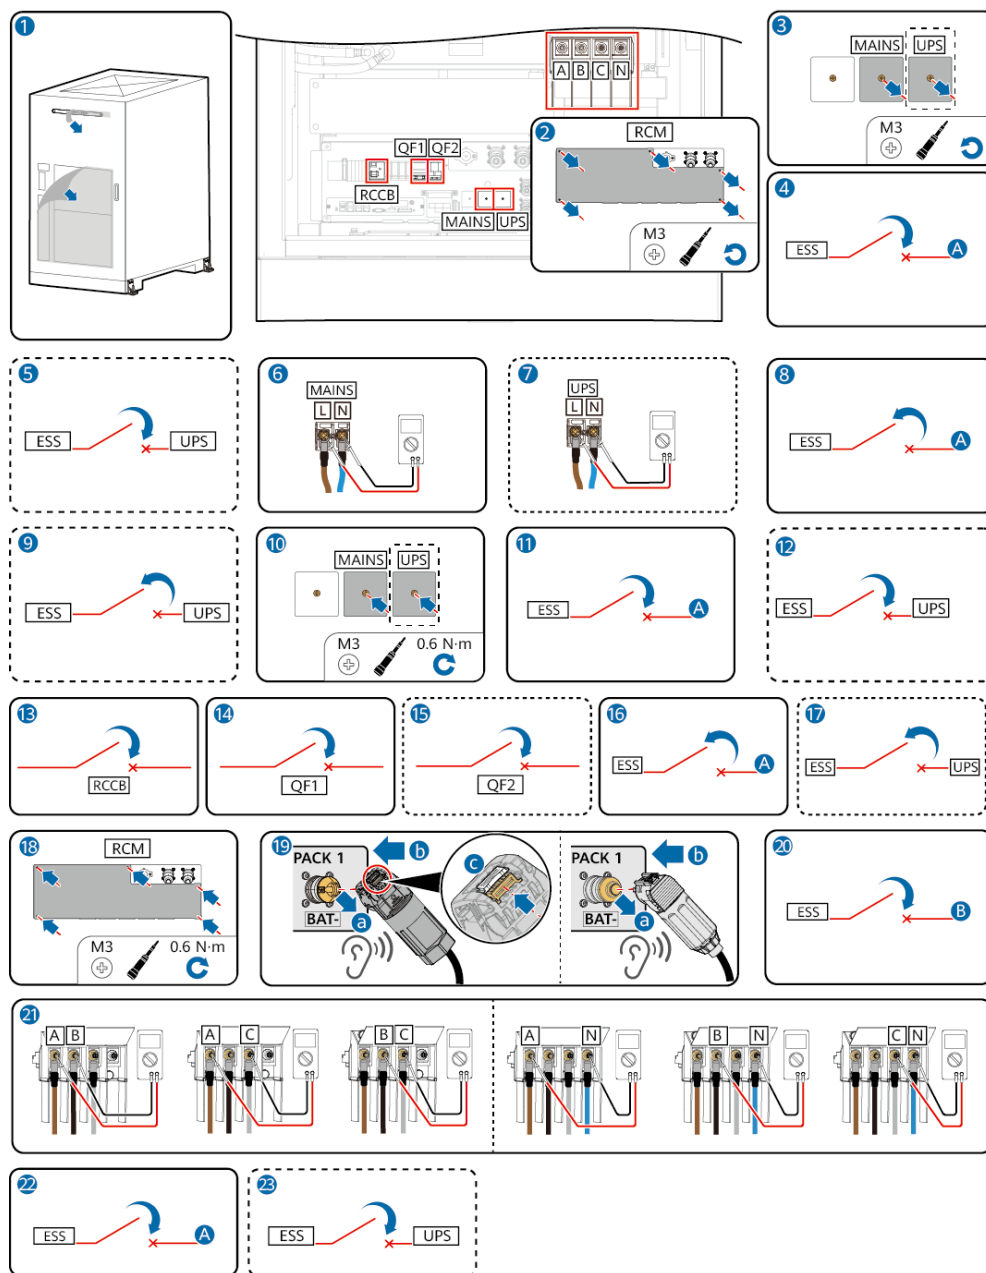 1
A B C N
QF1 QF2
RCCB
MAINS UPS
2
RCM
M3
3
MAINS UPS
M3
4
ESS A
5
ESS UPS
6
MAINS
L N
7
UPS
L N
8
ESS A
9
ESS UPS
10
MAINS UPS
M3 0.6 N·m
11
ESS A
12
ESS UPS
13
RCCB
14
QF1
15
QF2
16
ESS A
17
ESS UPS
18
RCM
M3 0.6 N·m
19
PACK 1 b
c
BAT- a
PACK 1 b
BAT- a
20
ESS B
21
A B
A C
B C
A N
B N
C N
22
ESS A
23
ESS UPS